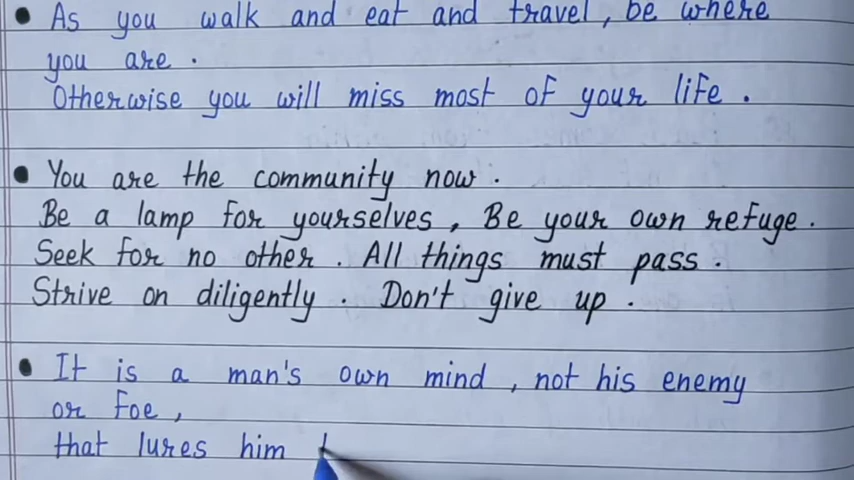 As you walk and eat and travel, be where
you are.
Otherwise you will miss most of your life.
You are the community now.
Be a lamp for yourselves, Be your own refuge.
Seek for no other. All things must pass.
Strive on diligently. Don't give up.
It is a man's own mind, not his enemy
or foe,
that lures him